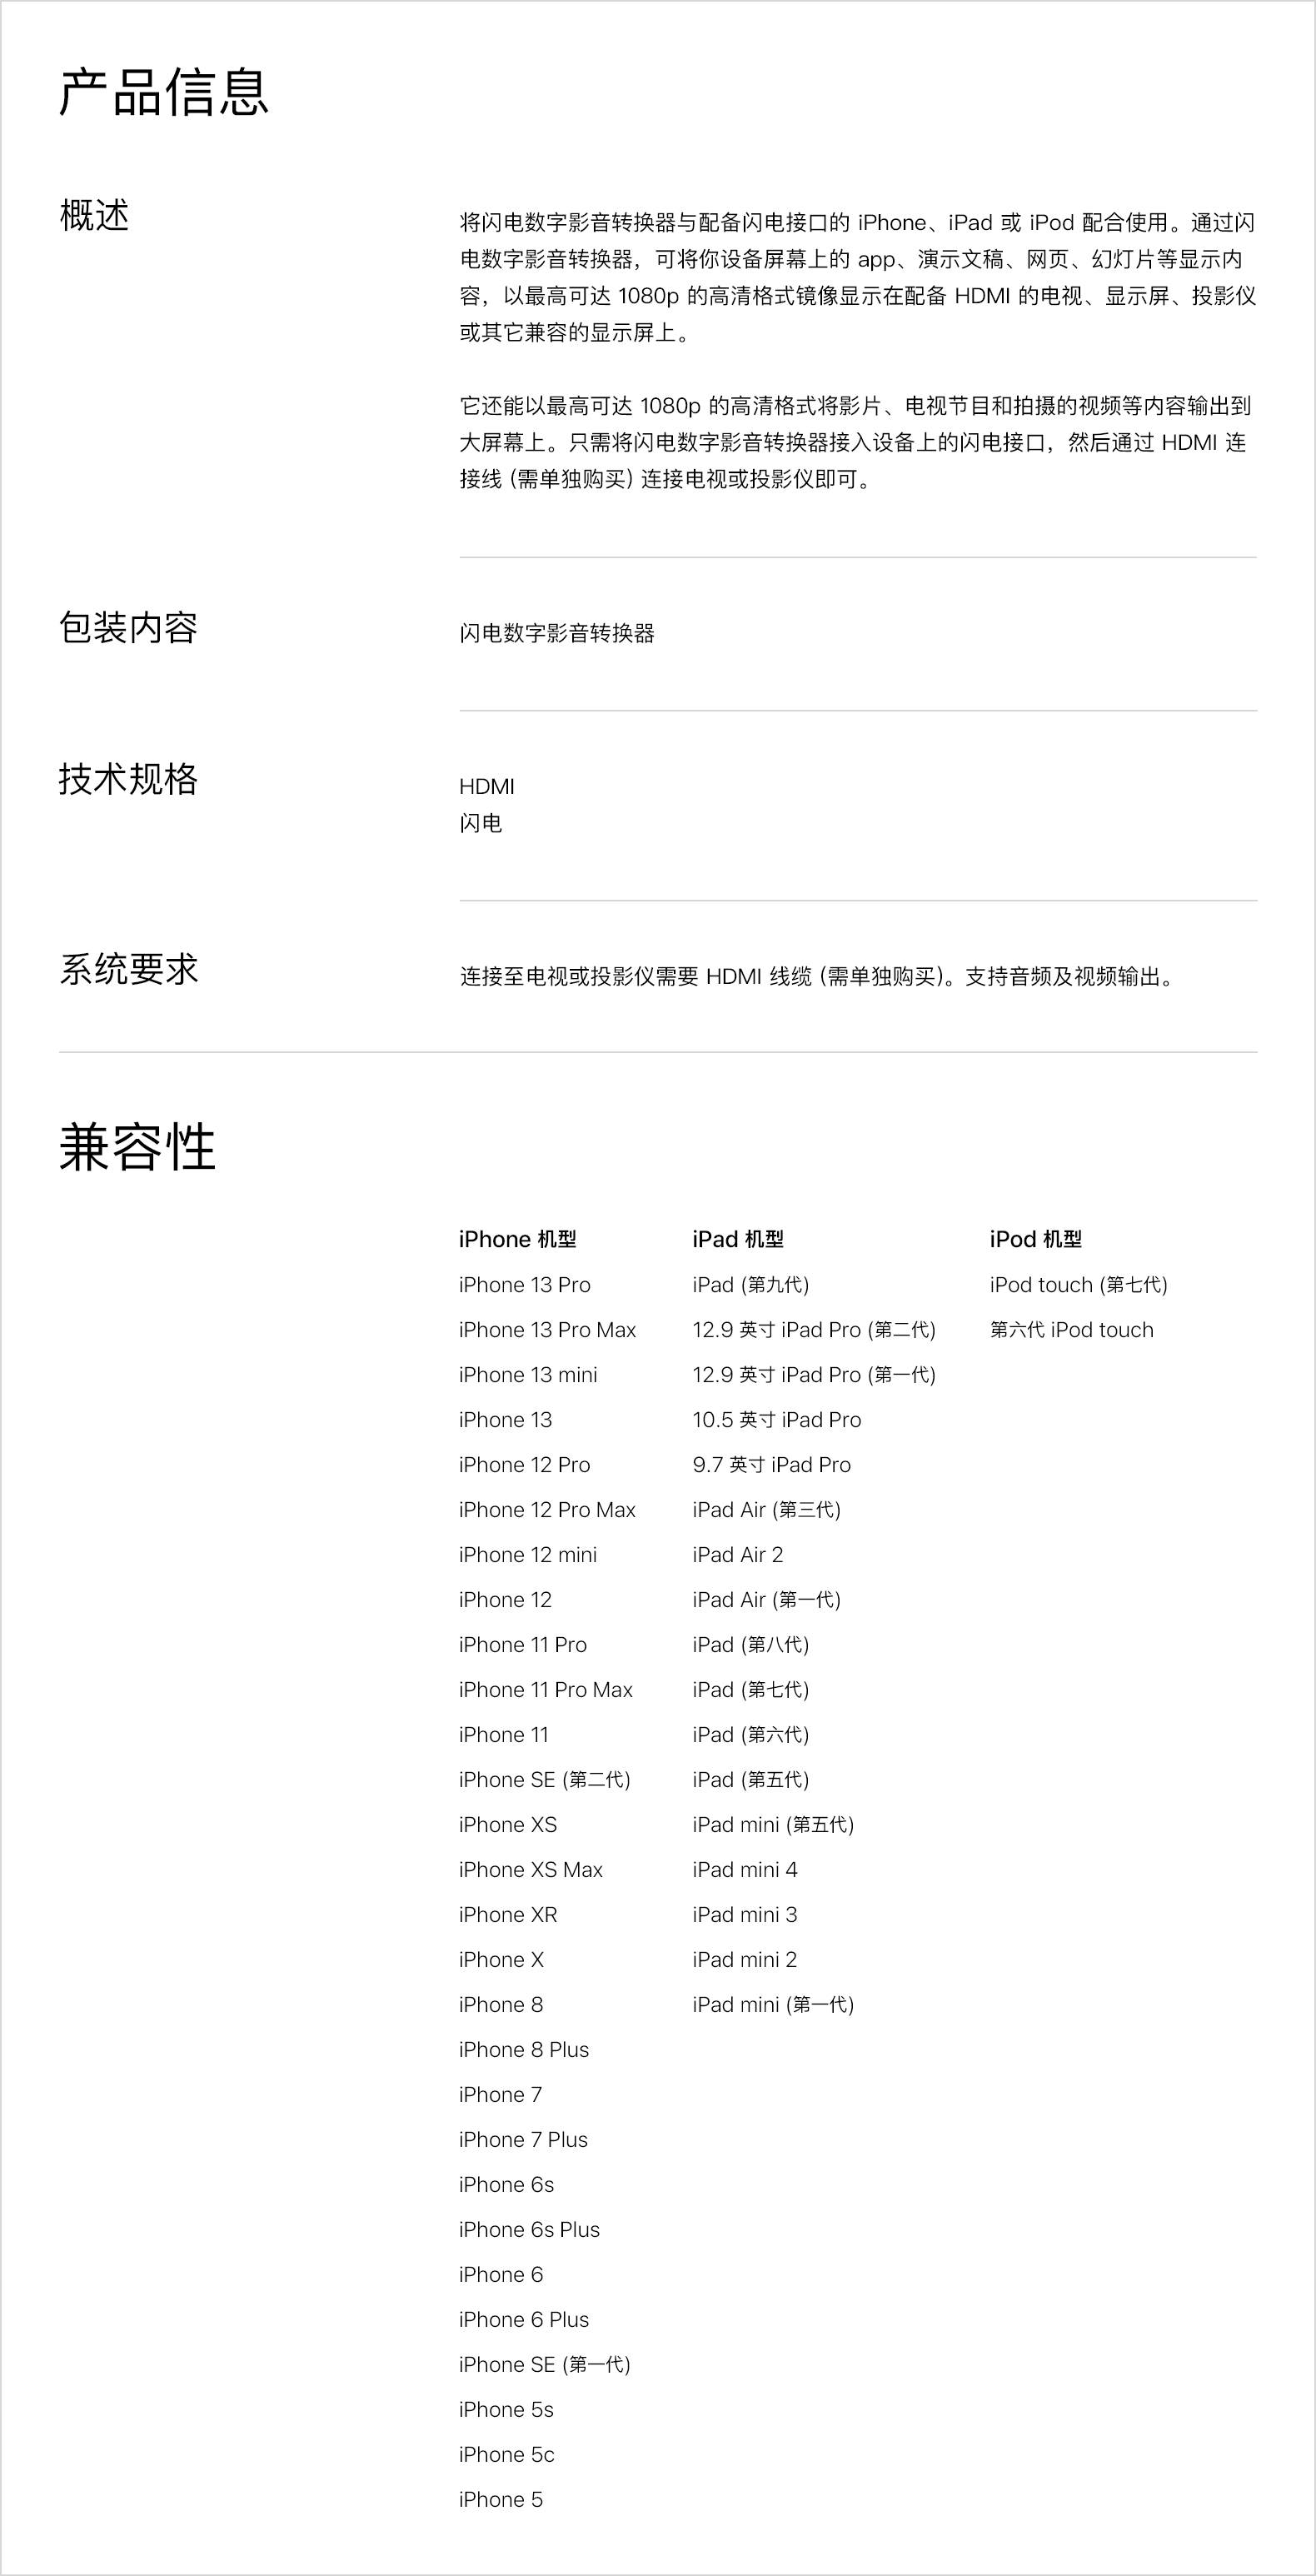 产品信息
概述
将闪电数字影音转换器与配备闪电接口的 iPhone、iPad 或 iPod 配合使用。通过闪
电数字影音转换器，可将你设备屏幕上的 app、演示文稿、网页、幻灯片等显示内
容，以最高可达 1080p 的高清格式镜像显示在配备 HDMI 的电视、显示屏、投影仪
或其它兼容的显示屏上。
它还能以最高可达 1080p 的高清格式将影片、电视节目和拍摄的视频等内容输出到
大屏幕上。只需将闪电数字影音转换器接入设备上的闪电接口，然后通过 HDMI 连
接线 (需单独购买) 连接电视或投影仪即可。
包装内容
闪电数字影音转换器
技术规格
HDMI
闪电
系统要求
连接至电视或投影仪需要 HDMI 线缆 (需单独购买)。支持音频及视频输出。
兼容性
iPhone 机型
iPhone 13 Pro
iPhone 13 Pro Max
iPhone 13 mini
iPhone 13
iPhone 12 Pro
iPhone 12 Pro Max
iPhone 12 mini
iPhone 12
iPhone 11 Pro
iPhone 11 Pro Max
iPhone 11
iPhone SE (第二代)
iPhone XS
iPhone XS Max
iPhone XR
iPhone X
iPhone 8
iPhone 8 Plus
iPhone 7
iPhone 7 Plus
iPhone 6s
iPhone 6s Plus
iPhone 6
iPhone 6 Plus
iPhone SE (第一代)
iPhone 5s
iPhone 5c
iPhone 5
iPad 机型
iPad (第九代)
12.9 英寸 iPad Pro (第二代)
12.9 英寸 iPad Pro (第一代)
10.5 英寸 iPad Pro
9.7 英寸 iPad Pro
iPad Air (第三代)
iPad Air 2
iPad Air (第一代)
iPad (第八代)
iPad (第七代)
iPad (第六代)
iPad (第五代)
iPad mini (第五代)
iPad mini 4
iPad mini 3
iPad mini 2
iPad mini (第一代)
iPod 机型
iPod touch (第七代)
第六代 iPod touch